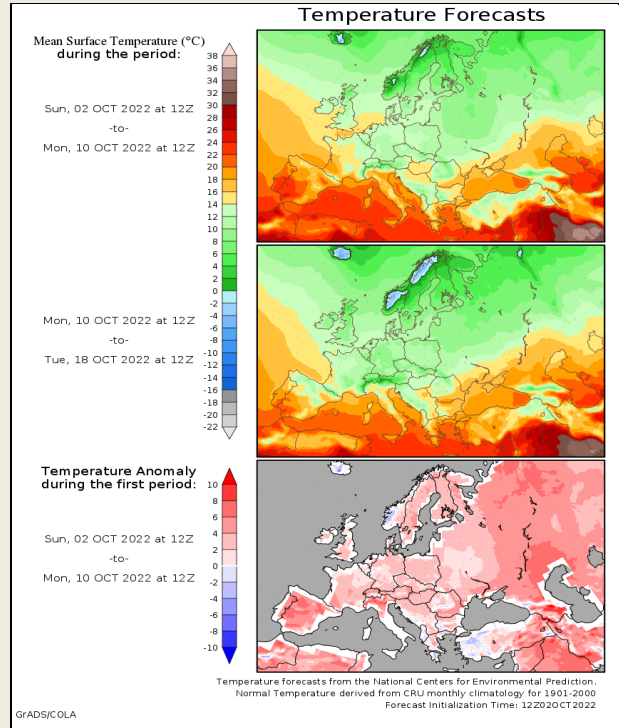 Temperature Forecasts
Mean Surface Temperature (°C)
during the period:
Sun, 02 OCT 2022 at 12Z
-to-
Mon, 10 OCT 2022 at 12Z
38
36
34
32
30
28
26
24
22
20
18
16
14
12
10
8
6
4
2
0
-2
-4
-6
-8
-10
-12
-14
-16
-18
-20
-22
Mon, 10 OCT 2022 at 12Z
-to-
Tue, 18 OCT 2022 at 12Z
Temperature Anomaly
during the first period:
Sun, 02 OCT 2022 at 12Z
-to-
Mon, 10 OCT 2022 at 12Z
10
8
6
4
2
0
-2
-4
-6
-8
-10
Temperature forecasts from the National Centers for Environmental Prediction.
Normal Temperature derived from CRU monthly climatology for 1901-2000
Forecast Initialization Time: 12Z02OCT2022
GrADS/COLA